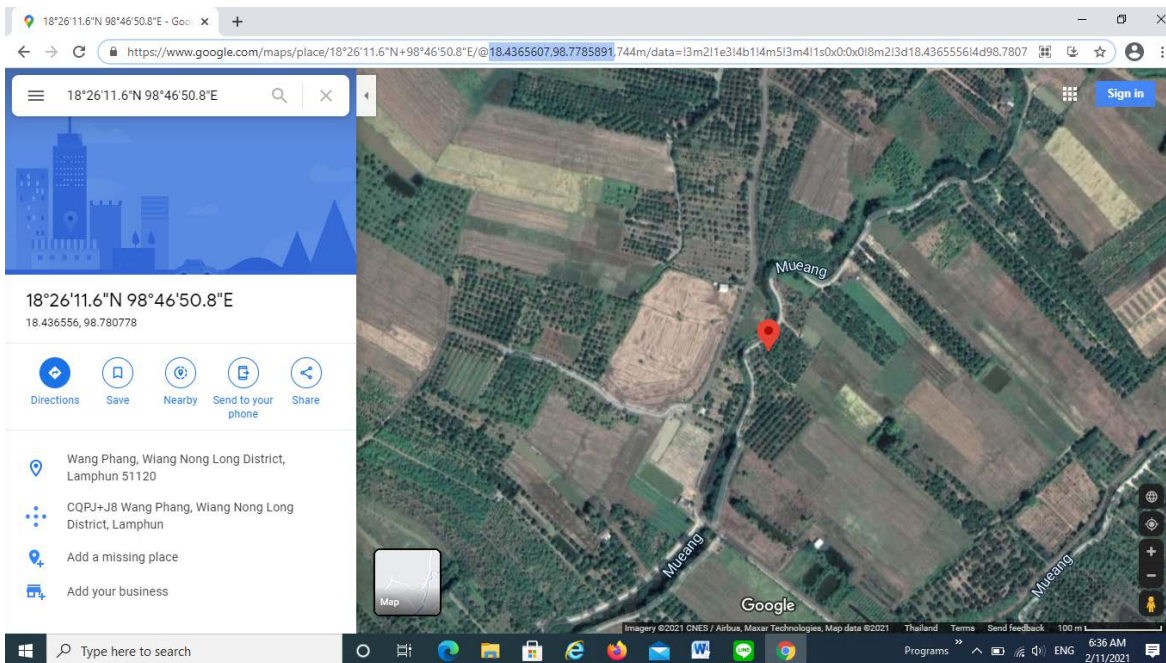 18°26'11.6"N 98°46'50.8"E - Goo
https://www.google.com/maps/place/18°26'11.6"N+98°46'50.8"E/@18.4365607,98.7785891,744m/data=!3m2!1e3!4b1!4m5!3m4!1s0x0:0x0!8m2!3d18.4365556!4d98.7807
18°26'11.6"N 98°46'50.8"E
Sign in
18°26'11.6"N 98°46'50.8"E
18.436556, 98.780778
Directions Save Nearby Send to your phone Share
Wang Phang, Wiang Nong Long District,
Lamphun 51120
CQPJ+J8 Wang Phang, Wiang Nong Long
District, Lamphun
Add a missing place
Add your business
Mueang
Mueang
Mueang
Map
Google
Imagery ©2021 CNES / Airbus, Maxar Technologies, Map data ©2021 Thailand Terms Send feedback 100 m
Type here to search
LINE
Programs
ENG
6:36 AM
2/11/2021